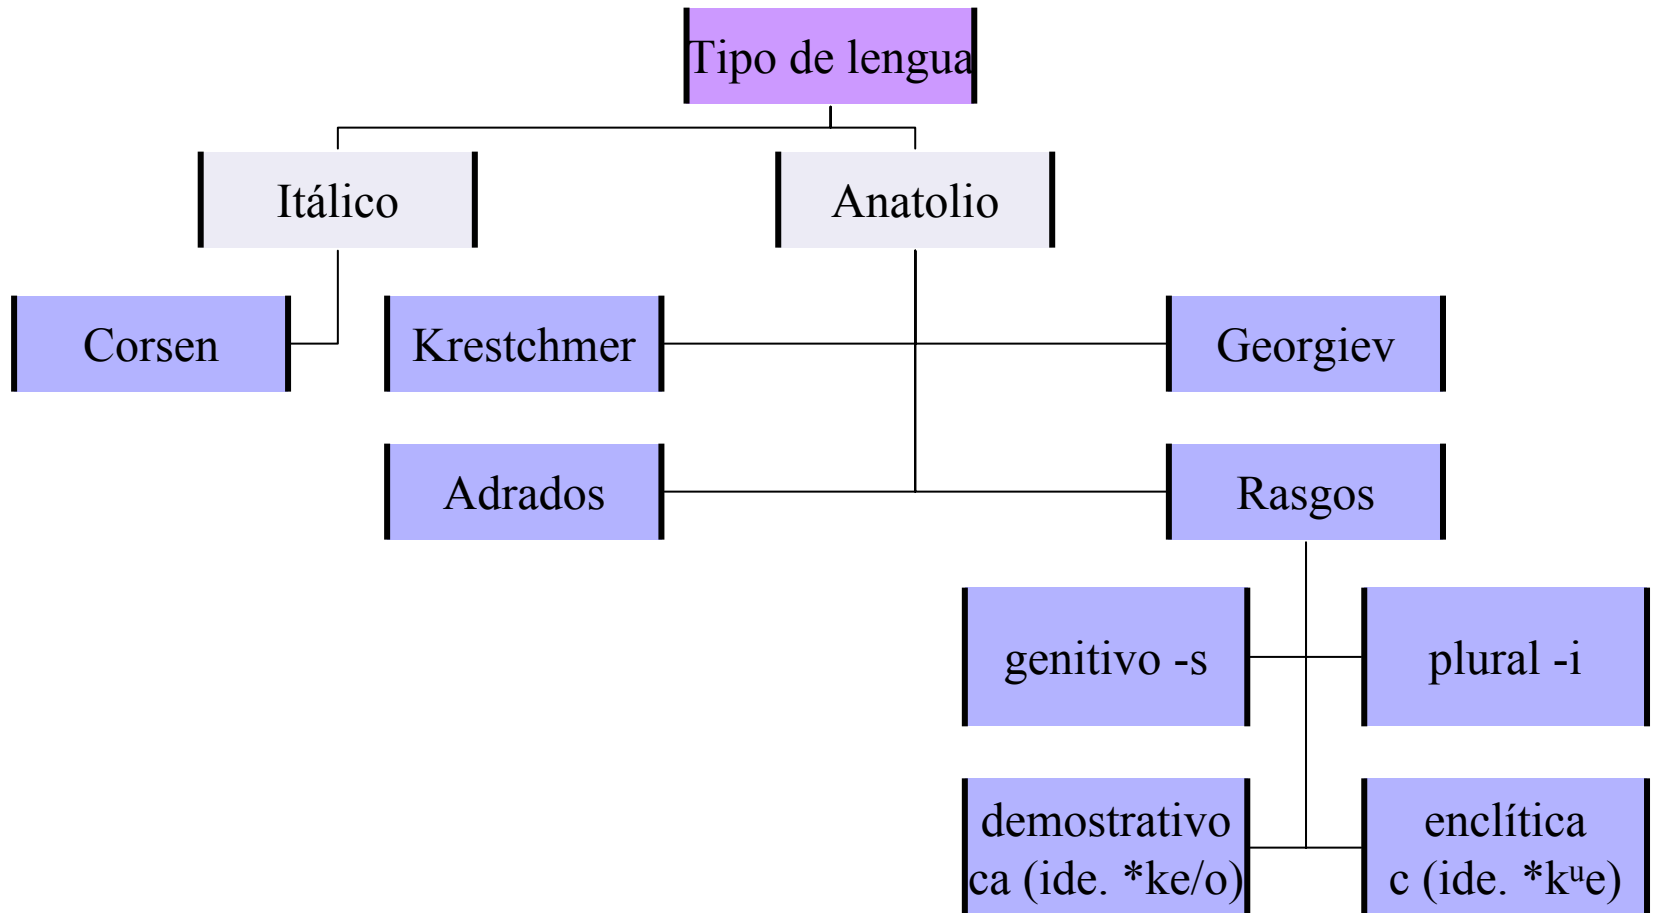 Tipo de lengua
Itálico
Anatolio
Corsen
Krestchmer
Georgiev
Adrados
Rasgos
genitivo -s
plural -i
demostrativo
ca (ide. *ke/o)
enclítica
c (ide. *kᵘe)